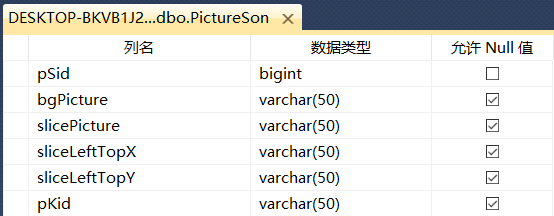 DESKTOP-BKVB1J2...dbo.PictureSon
列名 数据类型 允许 Null 值
pSid bigint
bgPicture varchar(50)
slicePicture varchar(50)
sliceLeftTopX varchar(50)
sliceLeftTopY varchar(50)
pKid varchar(50)